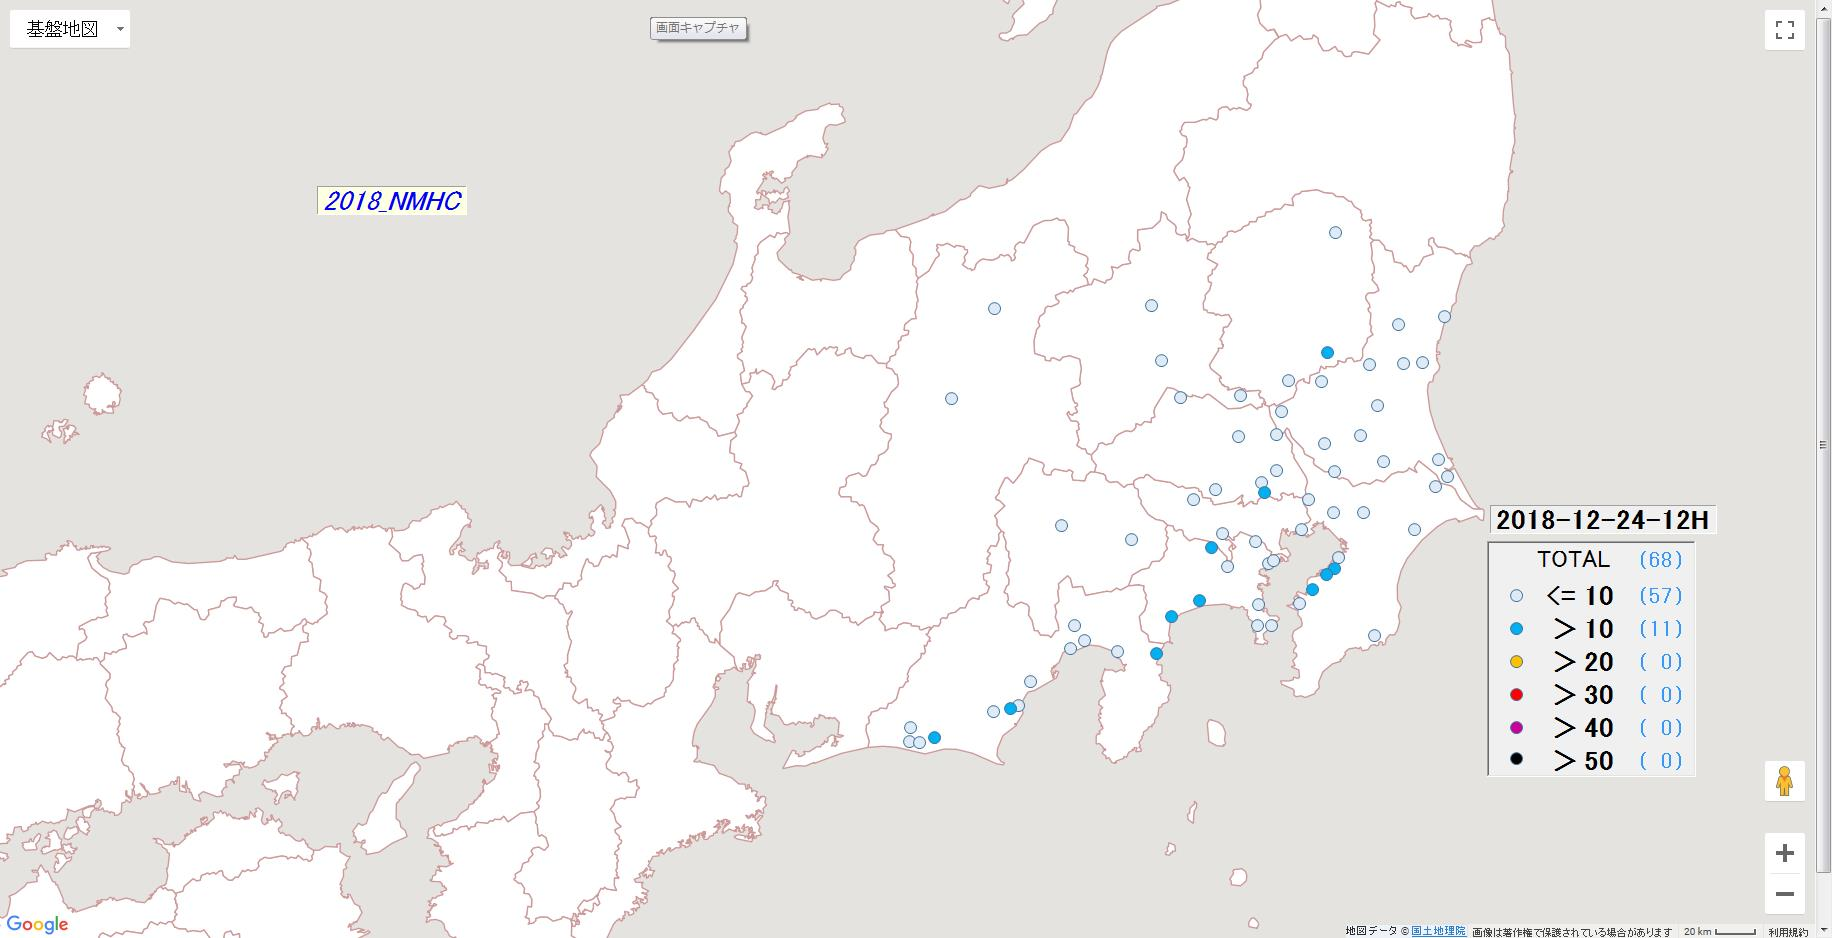 基盤地図
画面キャプチャ
2018_NMHC
2018-12-24-12H
TOTAL (68)
<= 10 (57)
> 10 (11)
> 20 ( 0)
> 30 ( 0)
> 40 ( 0)
> 50 ( 0)
Google
地図データ © 国土地理院 画像は著作権で保護されている場合があります 20 km 利用規約